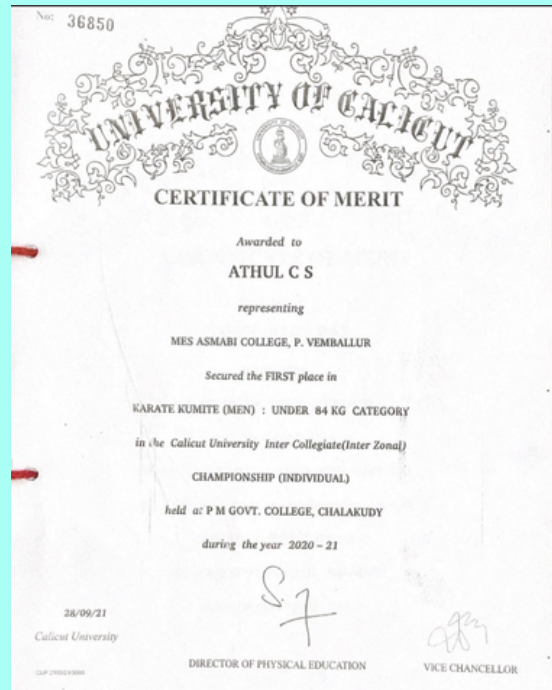 No: 36850
UNIVERSITY OF CALICUT
CERTIFICATE OF MERIT
Awarded to
ATHUL C S
representing
MES ASMABI COLLEGE, P. VEMBALLUR
Secured the FIRST place in
KARATE KUMITE (MEN) : UNDER 84 KG CATEGORY
in the Calicut University Inter Collegiate(Inter Zonal)
CHAMPIONSHIP (INDIVIDUAL)
held at P M GOVT. COLLEGE, CHALAKUDY
during the year 2020 – 21
28/09/21
Calicut University
DIRECTOR OF PHYSICAL EDUCATION
VICE CHANCELLOR